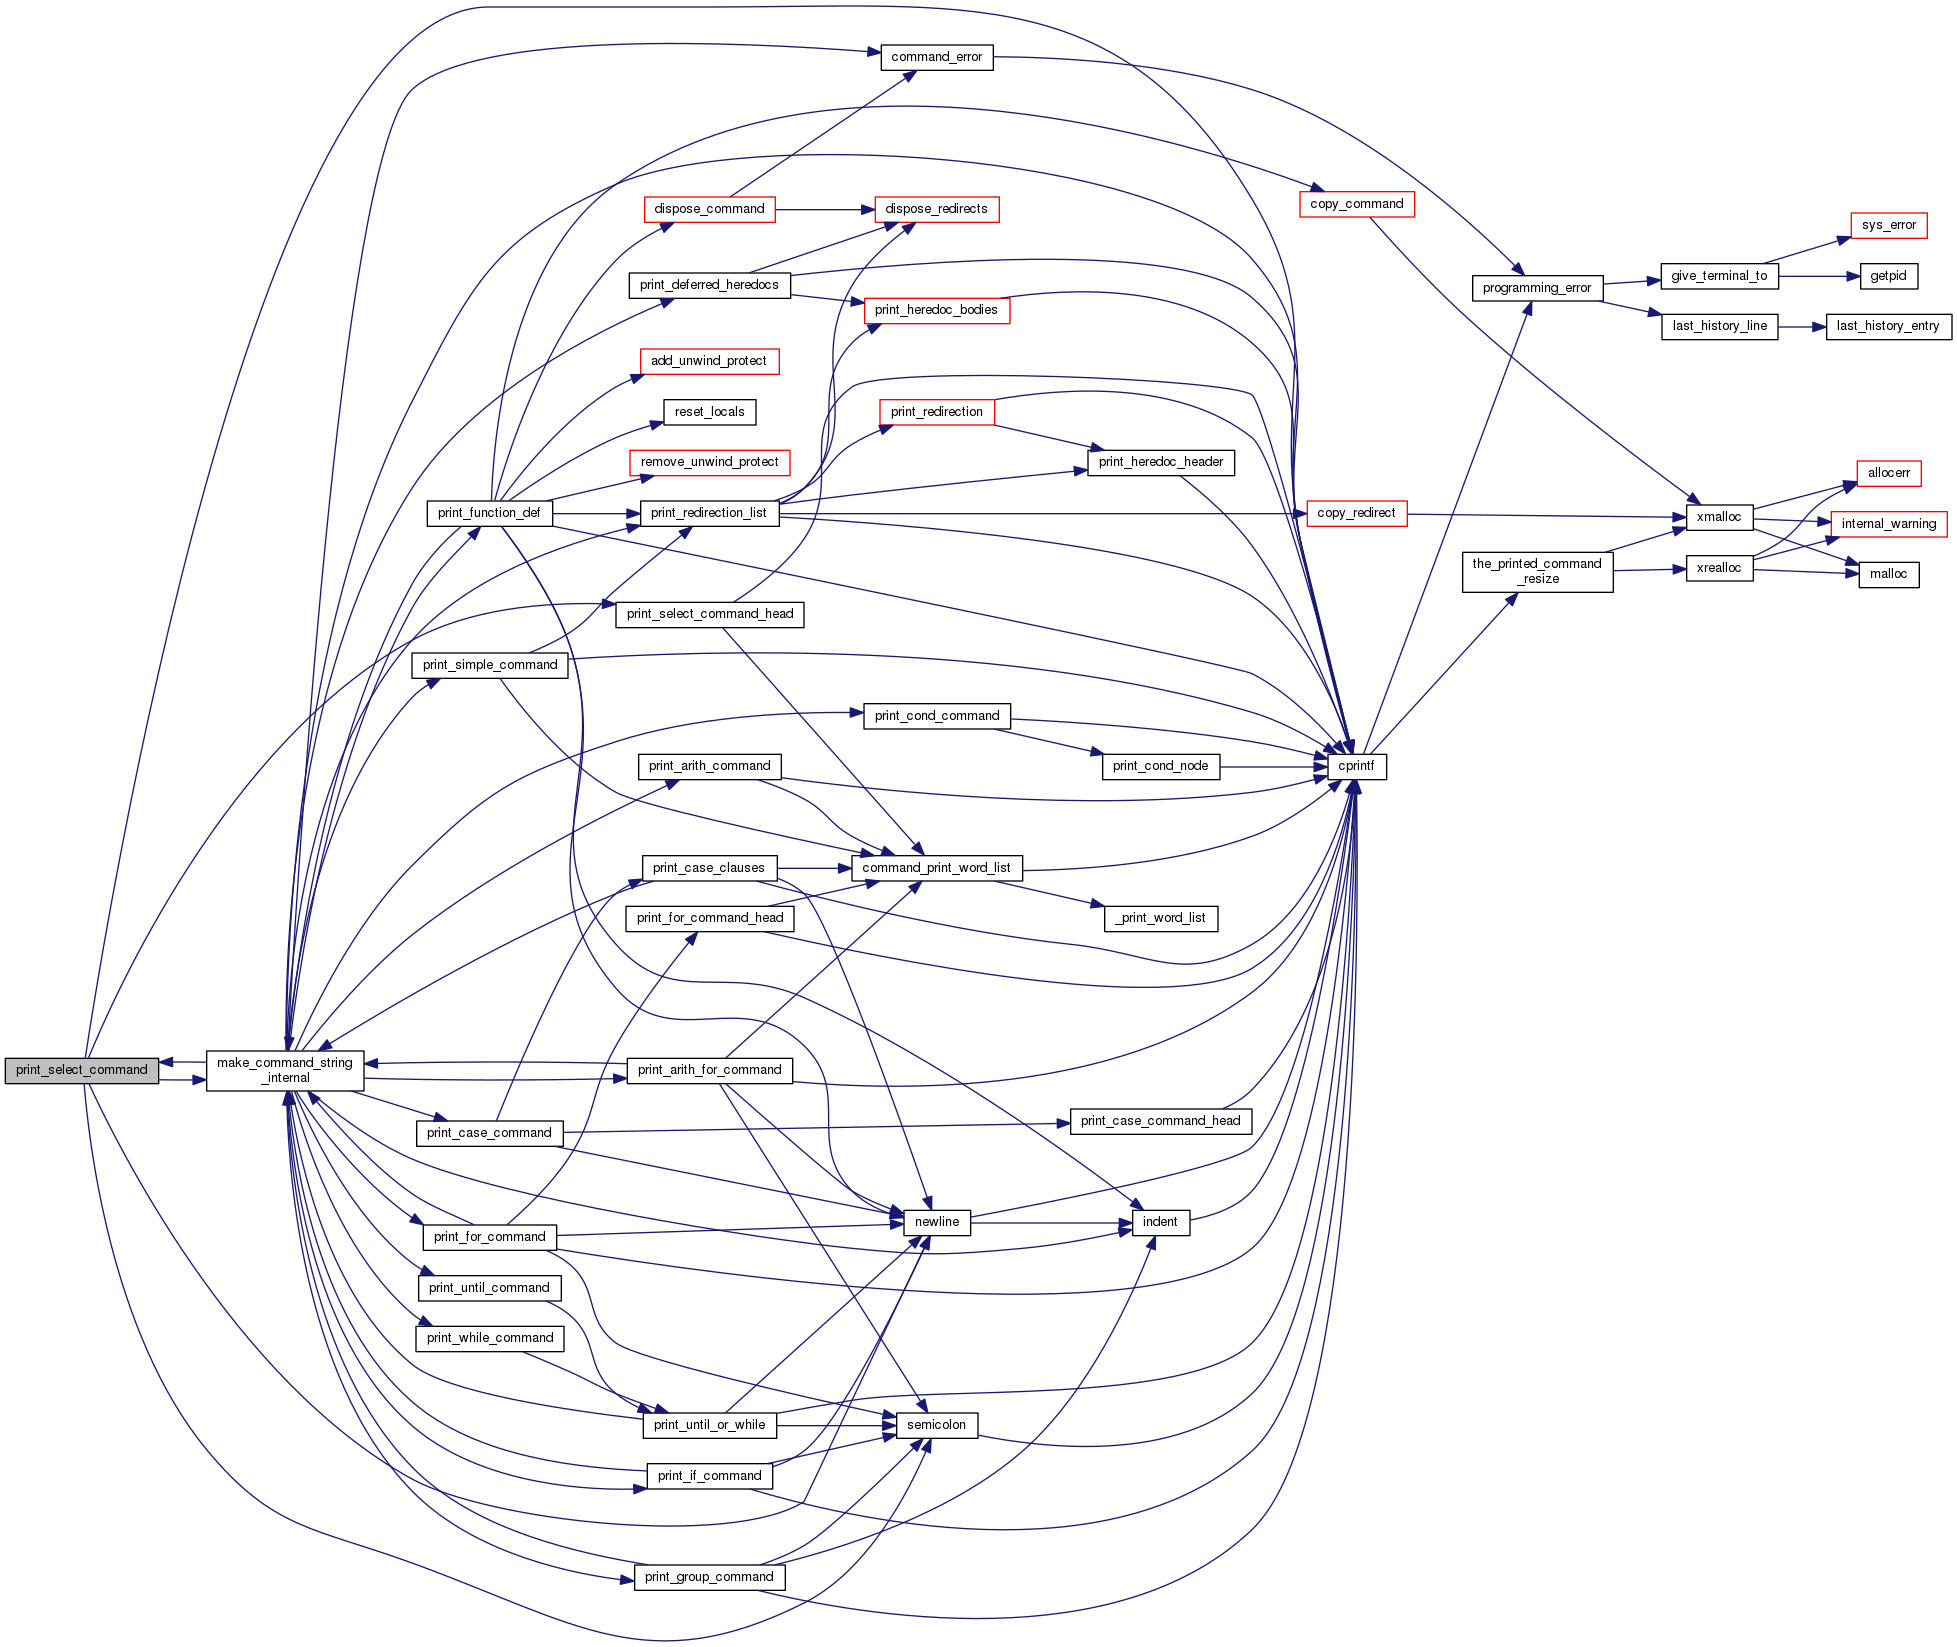 command_error
copy_command
dispose_command
dispose_redirects
sys_error
give_terminal_to
getpid
print_deferred_heredocs
programming_error
print_heredoc_bodies
last_history_line
last_history_entry
add_unwind_protect
reset_locals
print_redirection
remove_unwind_protect
print_heredoc_header
allocerr
print_function_def
print_redirection_list
copy_redirect
xmalloc
internal_warning
the_printed_command
_resize
xrealloc
malloc
print_select_command_head
print_simple_command
print_cond_command
print_arith_command
print_cond_node
cprintf
print_case_clauses
command_print_word_list
print_for_command_head
_print_word_list
print_select_command
make_command_string
_internal
print_arith_for_command
print_case_command
print_case_command_head
print_for_command
newline
indent
print_until_command
print_while_command
print_until_or_while
semicolon
print_if_command
print_group_command